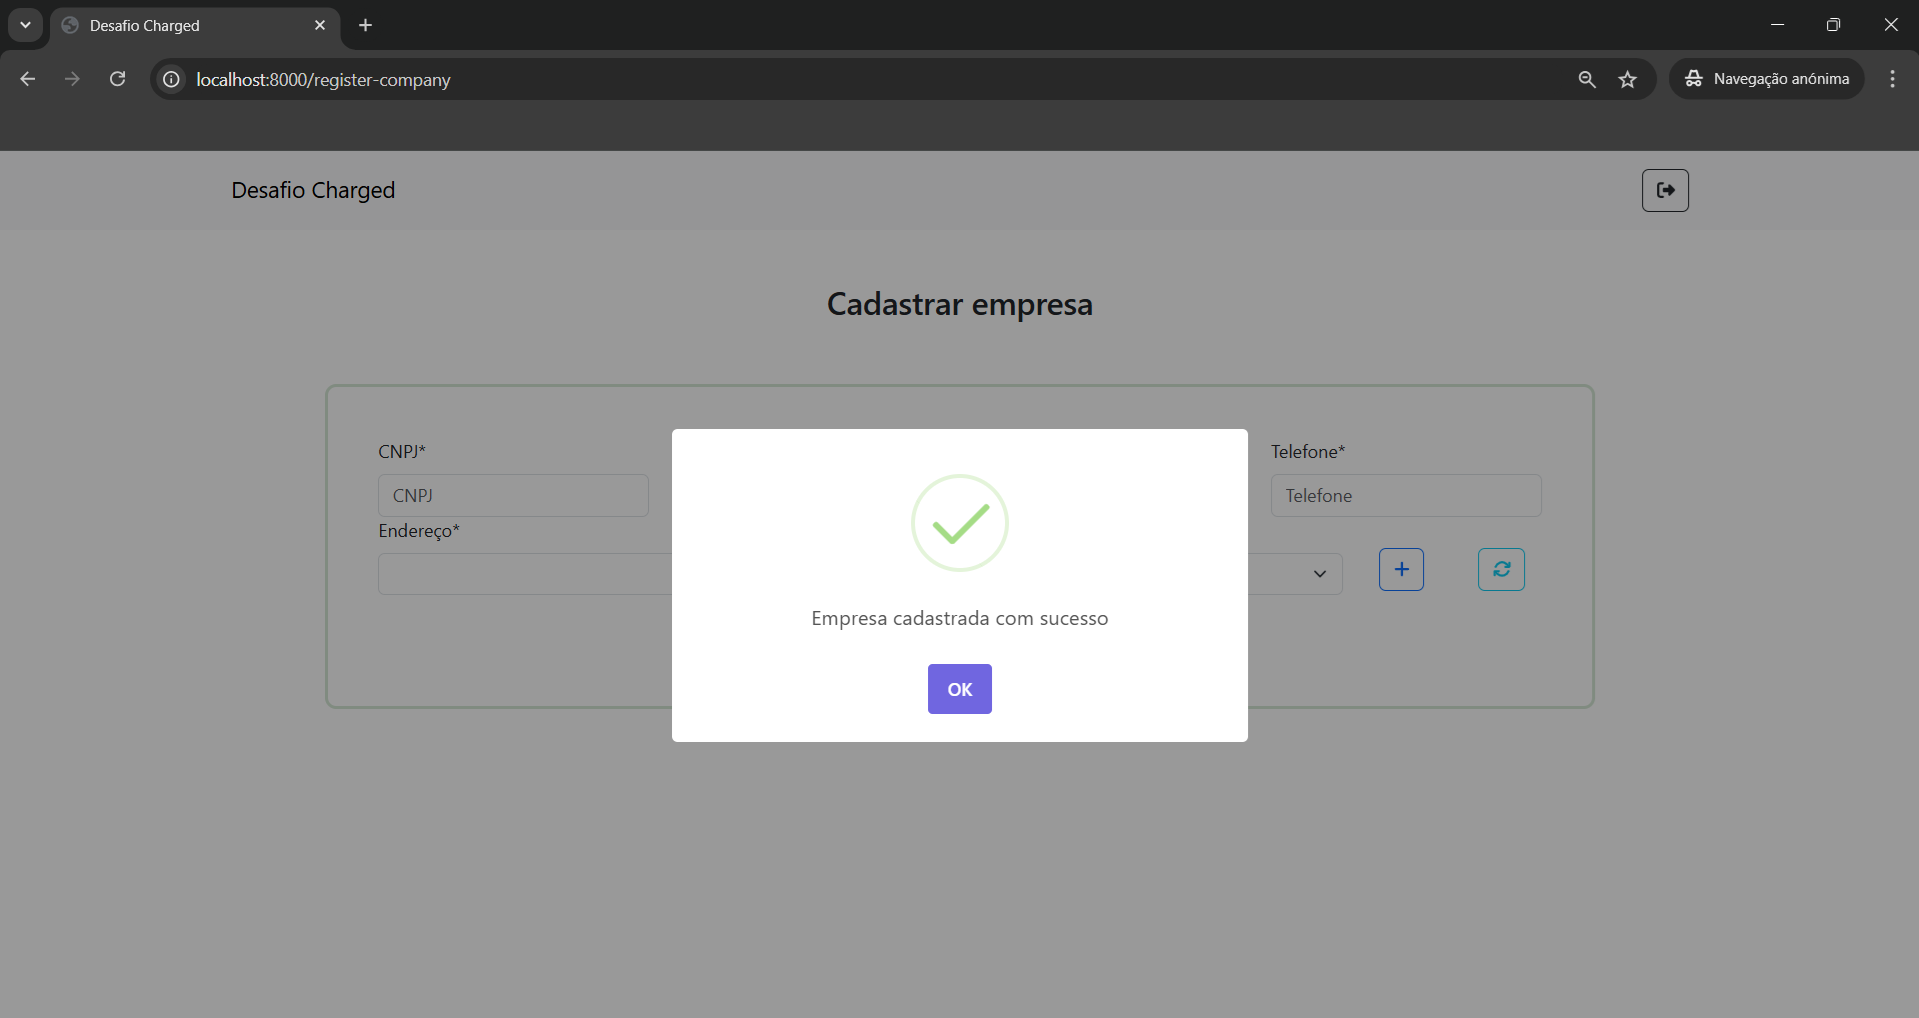 Desafio Charged
localhost:8000/register-company
Navegação anónima
Desafio Charged
Cadastrar empresa
CNPJ*
Telefone*
CNPJ
Telefone
Endereço*
Empresa cadastrada com sucesso
OK